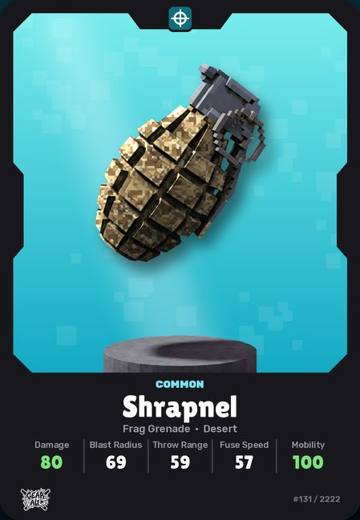 COMMON
Shrapnel
Frag Grenade • Desert
Damage Blast Radius Throw Range Fuse Speed Mobility
80 69 59 57 100
#131 / 2222